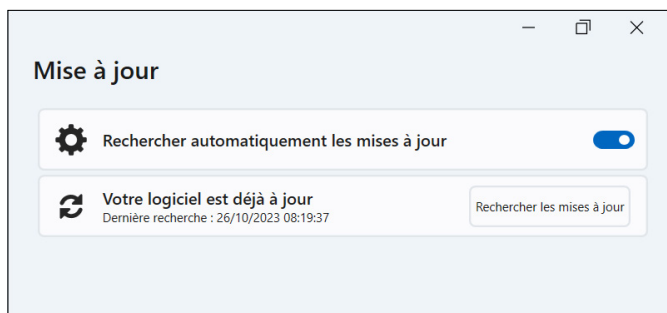 Mise à jour
Rechercher automatiquement les mises à jour
Votre logiciel est déjà à jour
Dernière recherche : 26/10/2023 08:19:37
Rechercher les mises à jour